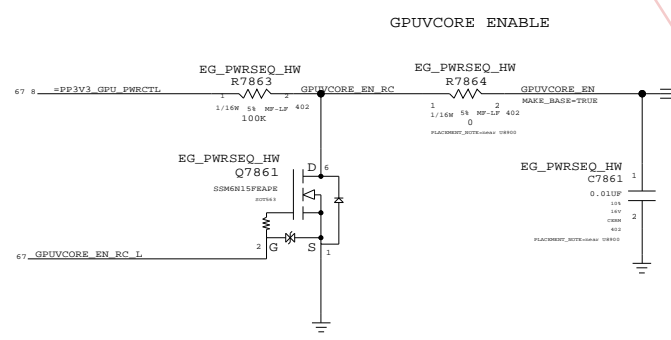 GPUVCORE ENABLE
EG_PWRSEQ_HW
R7863
67 8 =PP3V3_GPU_PWRCTL
1 2
1/16W 5% MF-LF 402
100K
GPUVCORE_EN_RC
EG_PWRSEQ_HW
R7864
1 2
1/16W 5% MF-LF 402
0
PLACEMENT_NOTE=near U8900
GPUVCORE_EN
MAKE_BASE=TRUE
EG_PWRSEQ_HW
Q7861
SSM6N15FEAPE
SOT563
D 6
2 G S 1
67 GPUVCORE_EN_RC_L
EG_PWRSEQ_HW
C7861
0.01UF
10%
16V
CERM
402
1
2
PLACEMENT_NOTE=near U8900